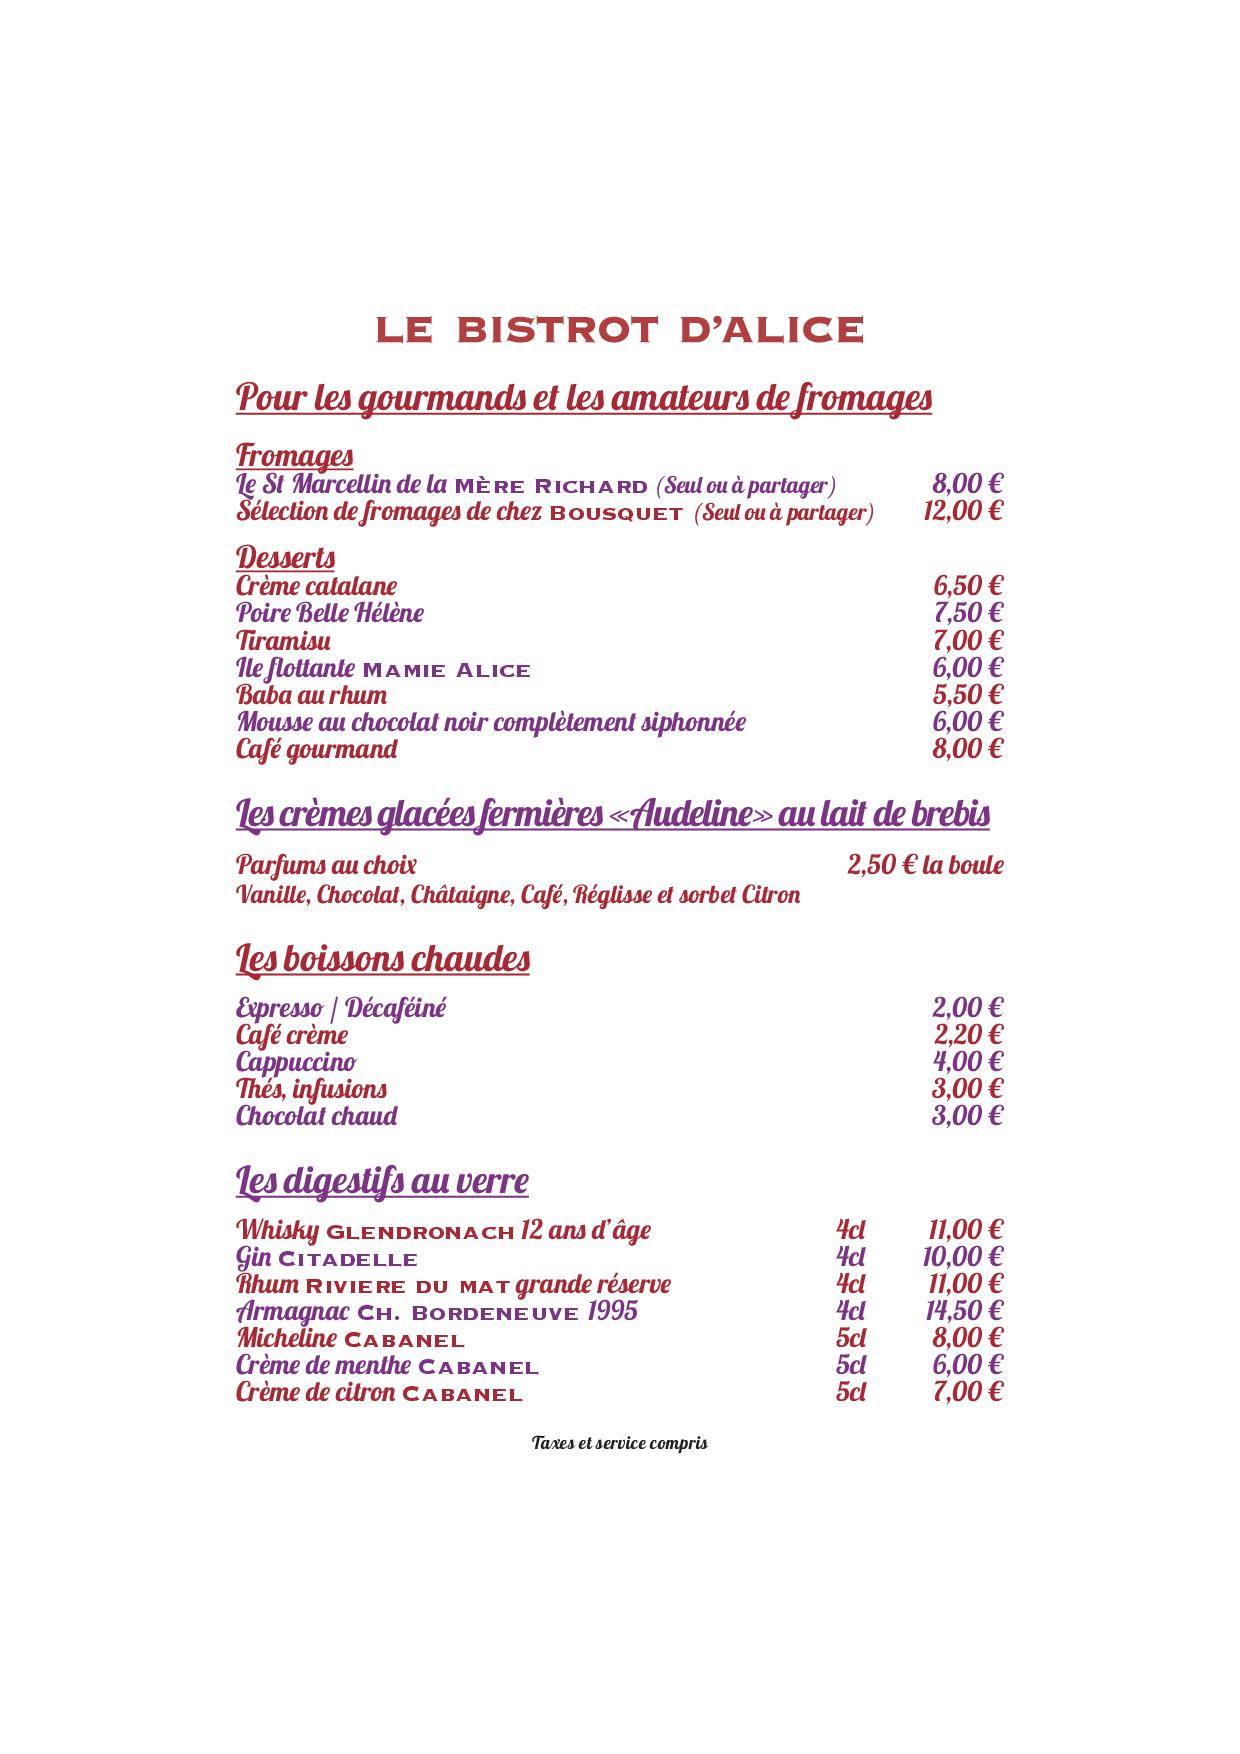 LE BISTROT D'ALICE
Pour les gourmands et les amateurs de fromages
Fromages
Le St Marcellin de la MÈRE RICHARD (Seul ou à partager) 8,00 €
Sélection de fromages de chez BOUSQUET (Seul ou à partager) 12,00 €
Desserts
Crème catalane 6,50 €
Poire Belle Hélène 7,50 €
Tiramisu 7,00 €
Ile flottante MAMIE ALICE 6,00 €
Baba au rhum 5,50 €
Mousse au chocolat noir complètement siphonnée 6,00 €
Café gourmand 8,00 €
Les crèmes glacées fermières «Audeline» au lait de brebis
Parfums au choix 2,50 € la boule
Vanille, Chocolat, Châtaigne, Café, Réglisse et sorbet Citron
Les boissons chaudes
Expresso / Décaféiné 2,00 €
Café crème 2,20 €
Cappuccino 4,00 €
Thés, infusions 3,00 €
Chocolat chaud 3,00 €
Les digestifs au verre
Whisky GLENDRONACH 12 ans d'âge 4cl 11,00 €
Gin CITADELLE 4cl 10,00 €
Rhum RIVIERE DU MAT grande réserve 4cl 11,00 €
Armagnac CH. BORDENEUVE 1995 4cl 14,50 €
Micheline CABANEL 5cl 8,00 €
Crème de menthe CABANEL 5cl 6,00 €
Crème de citron CABANEL 5cl 7,00 €
Taxes et service compris